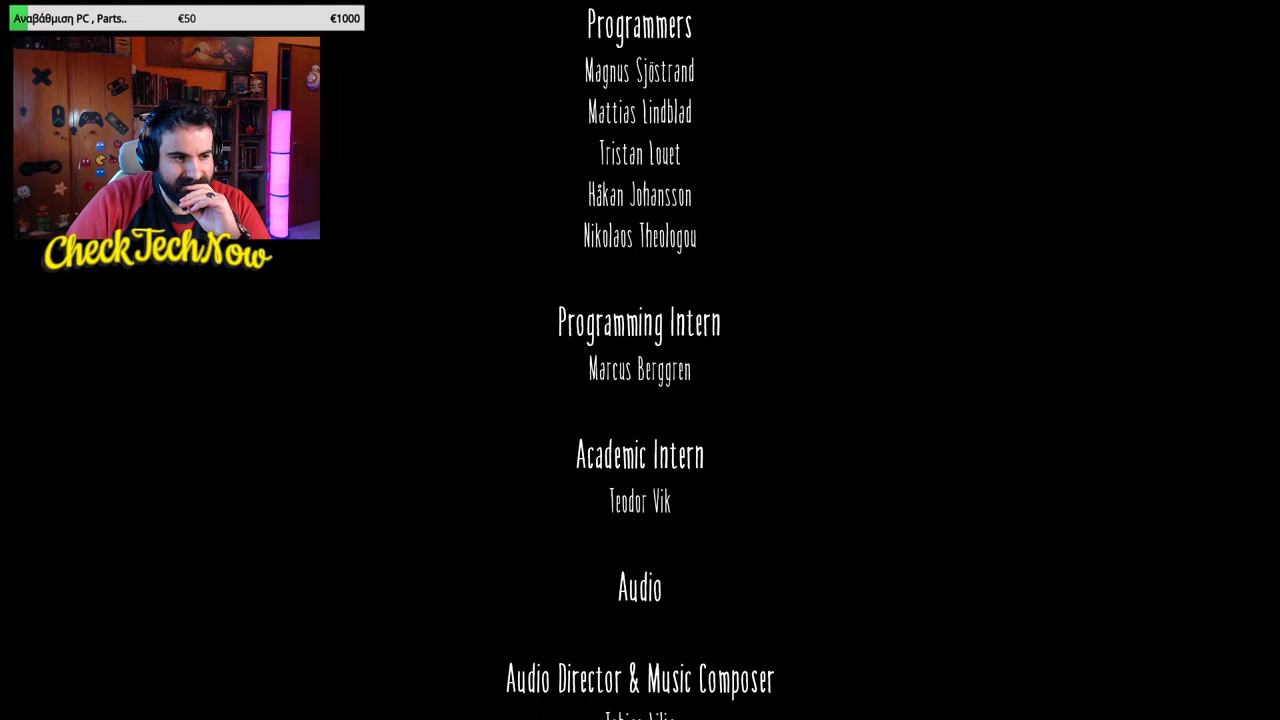 Αναβάθμιση PC , Parts.. €50 €1000
CheckTechNow
Programmers
Magnus Sjöstrand
Mattias Lindblad
Tristan Louet
Håkan Johansson
Nikolaos Theologou
Programming Intern
Marcus Berggren
Academic Intern
Teodor Vik
Audio
Audio Director & Music Composer